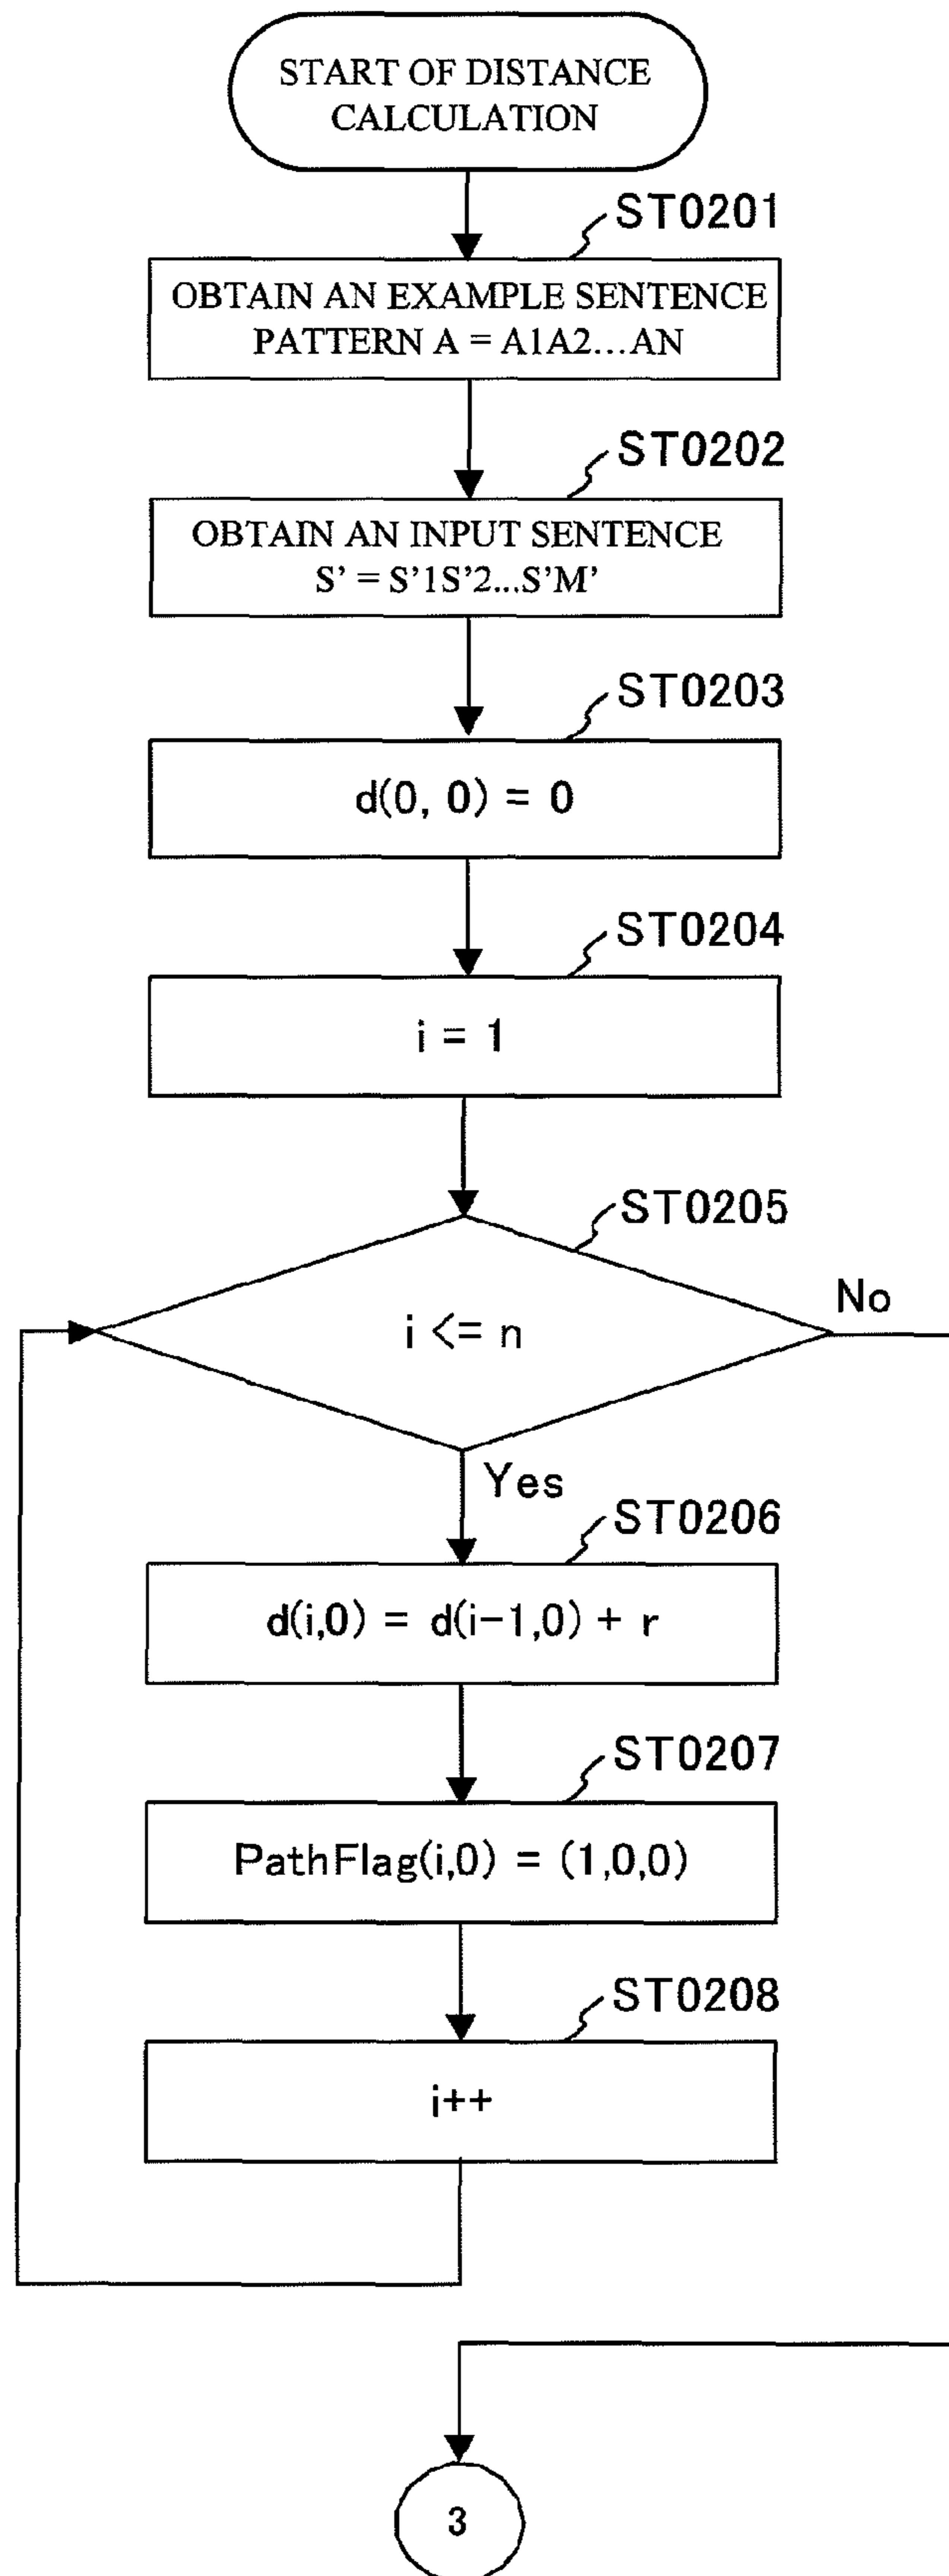 START OF DISTANCE
CALCULATION
ST0201
OBTAIN AN EXAMPLE SENTENCE
PATTERN A = A1A2...AN
ST0202
OBTAIN AN INPUT SENTENCE
S' = S'1S'2...S'M'
ST0203
d(0, 0) = 0
ST0204
i = 1
ST0205
i <= n
No
Yes
ST0206
d(i,0) = d(i-1,0) + r
ST0207
PathFlag(i,0) = (1,0,0)
ST0208
i++
3